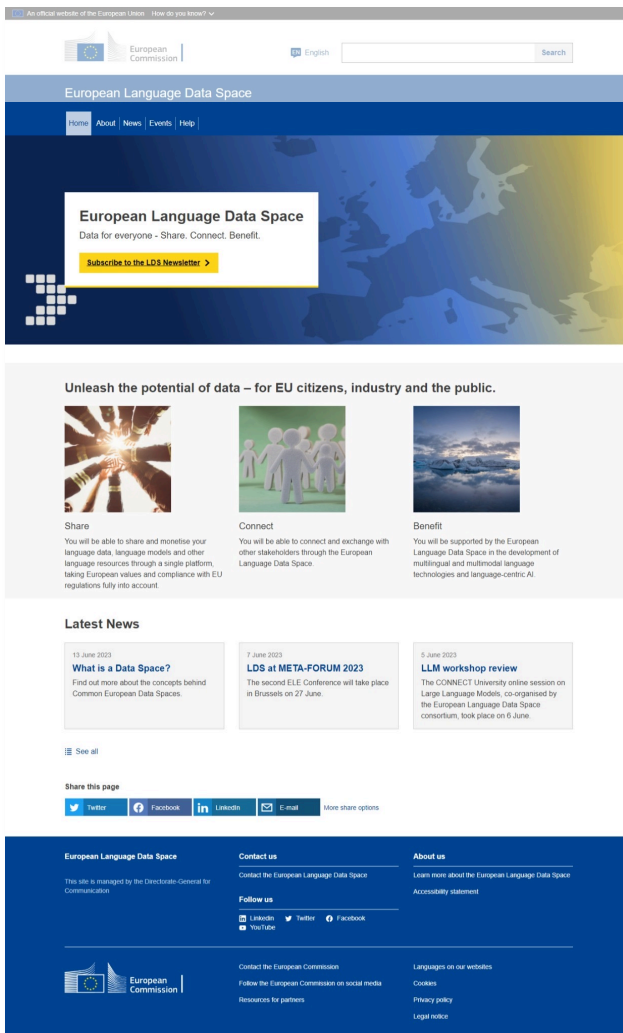 An official website of the European Union How do you know?
European
Commission
EN English
Search
European Language Data Space
Home About News Events Help
European Language Data Space
Data for everyone - Share. Connect. Benefit.
Subscribe to the LDS Newsletter
Unleash the potential of data – for EU citizens, industry and the public.
Share
You will be able to share and monetise your
language data, language models and other
language resources through a single platform,
taking European values and compliance with EU
regulations fully into account.
Connect
You will be able to connect and exchange with
other stakeholders through the European
Language Data Space.
Benefit
You will be supported by the European
Language Data Space in the development of
multilingual and multimodal language
technologies and language-centric AI.
Latest News
13 June 2023
What is a Data Space?
Find out more about the concepts behind
Common European Data Spaces.
7 June 2023
LDS at META-FORUM 2023
The second ELE Conference will take place
in Brussels on 27 June.
5 June 2023
LLM workshop review
The CONNECT University online session on
Large Language Models, co-organised by
the European Language Data Space
consortium, took place on 6 June.
See all
Share this page
Twitter Facebook LinkedIn E-mail More share options
European Language Data Space
This site is managed by the Directorate-General for
Communication
Contact us
Contact the European Language Data Space
Follow us
Linkedin Twitter Facebook
YouTube
About us
Learn more about the European Language Data Space
Accessibility statement
European
Commission
Contact the European Commission
Follow the European Commission on social media
Resources for partners
Languages on our websites
Cookies
Privacy policy
Legal notice